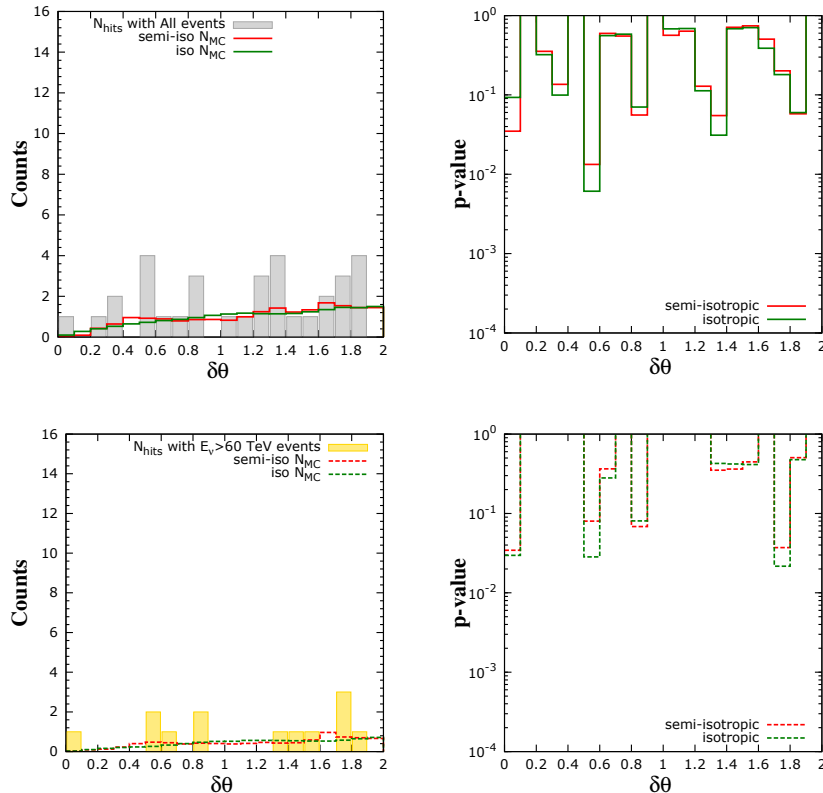 N_hits with All events
semi-iso N_MC
iso N_MC
Counts
16
14
12
10
8
6
4
2
0
0 0.2 0.4 0.6 0.8 1 1.2 1.4 1.6 1.8 2
δθ
p-value
10^0
10^-1
10^-2
10^-3
10^-4
semi-isotropic
isotropic
0 0.2 0.4 0.6 0.8 1 1.2 1.4 1.6 1.8 2
δθ
N_hits with E_ν>60 TeV events
semi-iso N_MC
iso N_MC
Counts
16
14
12
10
8
6
4
2
0
0 0.2 0.4 0.6 0.8 1 1.2 1.4 1.6 1.8 2
δθ
p-value
10^0
10^-1
10^-2
10^-3
10^-4
semi-isotropic
isotropic
0 0.2 0.4 0.6 0.8 1 1.2 1.4 1.6 1.8 2
δθ